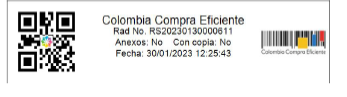 Colombia Compra Eficiente
Rad No. RS20230130000611
Anexos: No Con copia: No
Fecha: 30/01/2023 12:25:43
Colombia Compra Eficiente